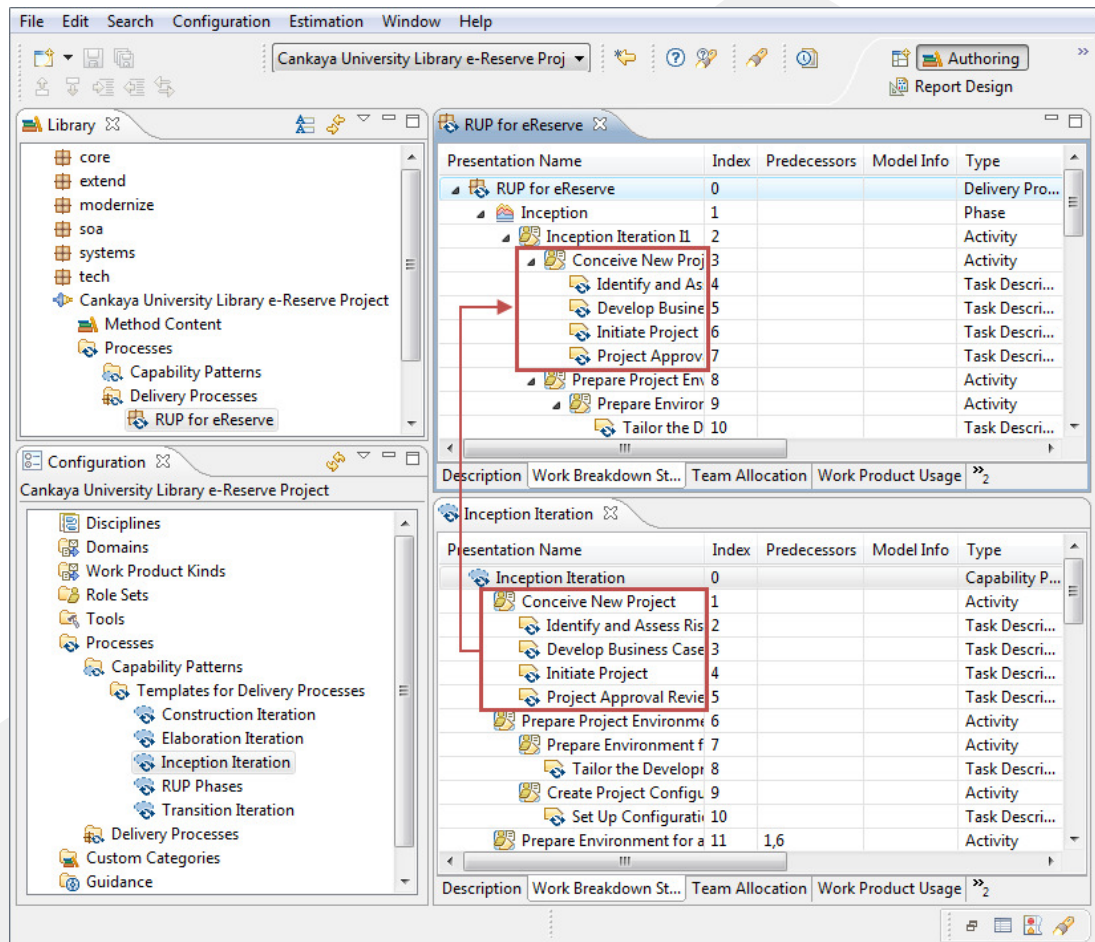 File Edit Search Configuration Estimation Window Help
Cankaya University Library e-Reserve Proj
Authoring
Report Design
Library
core
extend
modernize
soa
systems
tech
Cankaya University Library e-Reserve Project
Method Content
Processes
Capability Patterns
Delivery Processes
RUP for eReserve
RUP for eReserve
Presentation Name Index Predecessors Model Info Type
RUP for eReserve 0 Delivery Pro...
Inception 1 Phase
Inception Iteration I1 2 Activity
Conceive New Proj 3 Activity
Identify and As 4 Task Descri...
Develop Busine 5 Task Descri...
Initiate Project 6 Task Descri...
Project Approv 7 Task Descri...
Prepare Project Env 8 Activity
Prepare Enviror 9 Activity
Tailor the D 10 Task Descri...
Description Work Breakdown St... Team Allocation Work Product Usage »2
Configuration
Cankaya University Library e-Reserve Project
Disciplines
Domains
Work Product Kinds
Role Sets
Tools
Processes
Capability Patterns
Templates for Delivery Processes
Construction Iteration
Elaboration Iteration
Inception Iteration
RUP Phases
Transition Iteration
Delivery Processes
Custom Categories
Guidance
Inception Iteration
Presentation Name Index Predecessors Model Info Type
Inception Iteration 0 Capability P...
Conceive New Project 1 Activity
Identify and Assess Ris 2 Task Descri...
Develop Business Case 3 Task Descri...
Initiate Project 4 Task Descri...
Project Approval Revie 5 Task Descri...
Prepare Project Environme 6 Activity
Prepare Environment f 7 Activity
Tailor the Developr 8 Task Descri...
Create Project Configu 9 Activity
Set Up Configuratio 10 Task Descri...
Prepare Environment for a 11 1,6 Activity
Description Work Breakdown St... Team Allocation Work Product Usage »2